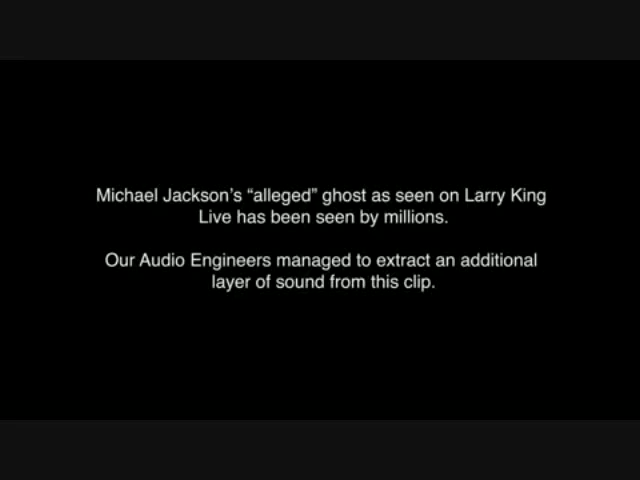 Michael Jackson's “alleged” ghost as seen on Larry King
Live has been seen by millions.
Our Audio Engineers managed to extract an additional
layer of sound from this clip.